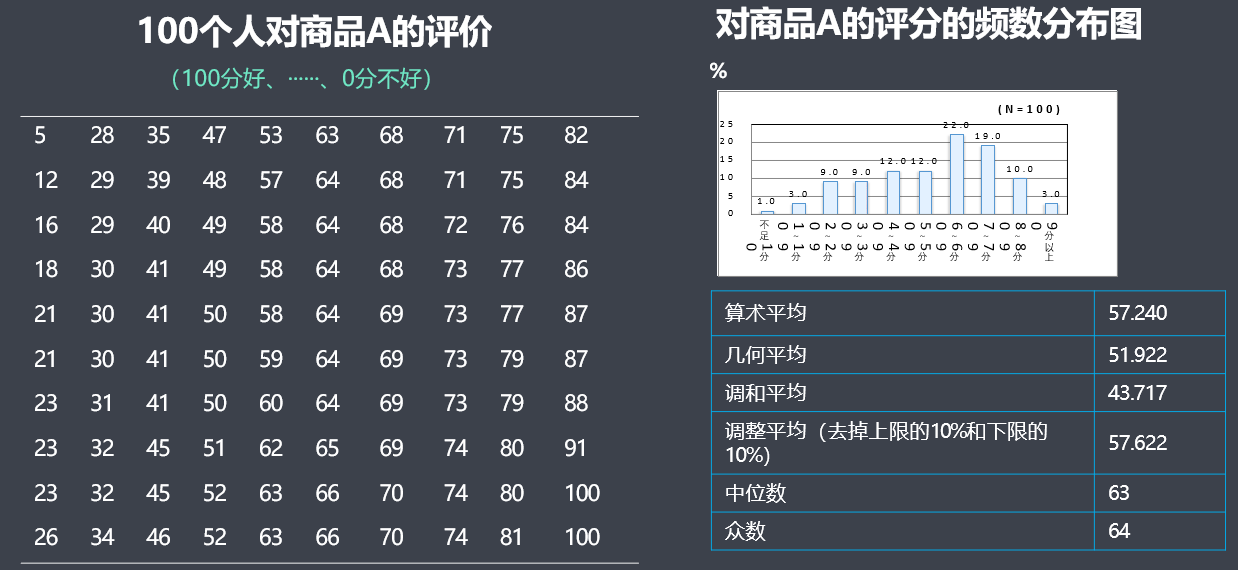 100个人对商品A的评价
（100分好、……、0分不好）
5 28 35 47 53 63 68 71 75 82
12 29 39 48 57 64 68 71 75 84
16 29 40 49 58 64 68 72 76 84
18 30 41 49 58 64 68 73 77 86
21 30 41 50 58 64 69 73 77 87
21 30 41 50 59 64 69 73 79 87
23 31 41 50 60 64 69 73 79 88
23 32 45 51 62 65 69 74 80 91
23 32 45 52 63 66 70 74 80 100
26 34 46 52 63 66 70 74 81 100
对商品A的评分的频数分布图
%
(N=100)
25
20
15
10
5
0
1.0 3.0 9.0 9.0 12.0 12.0 22.0 19.0 10.0 3.0
不足10分
10~19分
20~29分
30~39分
40~49分
50~59分
60~69分
70~79分
80~89分
90分以上
算术平均 57.240
几何平均 51.922
调和平均 43.717
调整平均（去掉上限的10%和下限的
10%） 57.622
中位数 63
众数 64